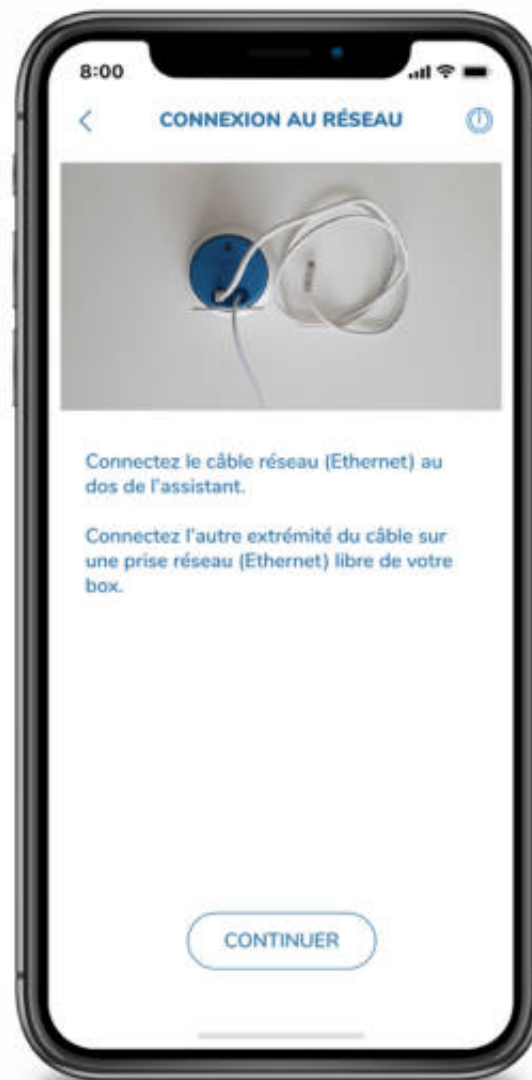 8:00
CONNEXION AU RÉSEAU
Connectez le câble réseau (Ethernet) au
dos de l'assistant.
Connectez l'autre extrémité du câble sur
une prise réseau (Ethernet) libre de votre
box.
CONTINUER